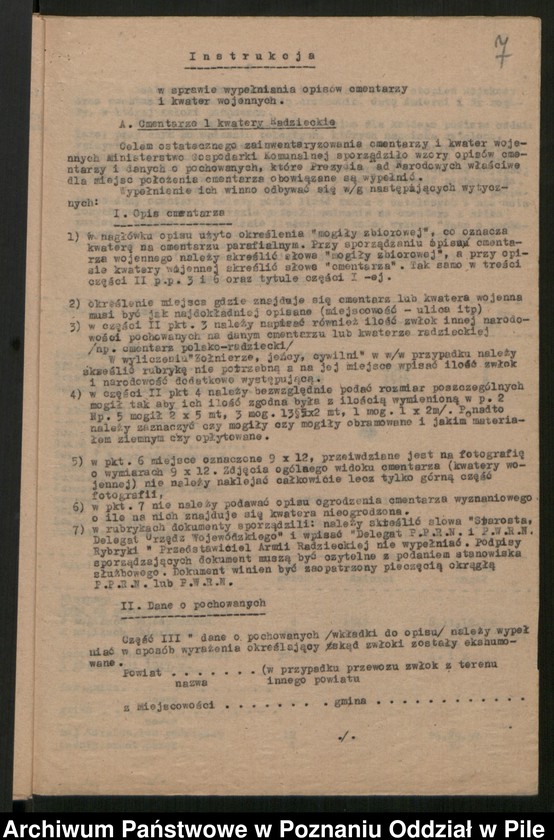 7
Instrukcja
w sprawie wypełniania opisów cmentarzy
i kwater wojennych.
A. Cmentarze i kwatery Radzieckie
Celem ostatecznego zainwentaryzowania cmentarzy i kwater woje-
nnych Ministerstwo Gospodarki Komunalnej sporządziło wzory opisów cme-
ntarzy i danych o pochowanych, które Prezydia Rad Narodowych właściwe
dla miejsc położenia cmentarza obowiązane są wypełnić.
Wypełnienie ich winno odbywać się w/g następujących wytycz-
nych:
I. Opis cmentarza
1) w nagłówku opisu użyto określenia "mogiły zbiorowej", co oznacza
kwaterę na cmentarzu parafialnym. Przy sporządzaniu opisu cmenta-
rza wojennego należy skreślić słowa "mogiły zbiorowej", a przy opi-
sie kwatery wojennej skreślić słowa "cmentarza". Tak samo w treści
części II p.p. 3 i 6 oraz tytule części I -ej.
2) określenie miejsca gdzie znajduje się cmentarz lub kwatera wojenna
musi być jak najdokładniej opisana (miejscowość - ulica itp)
3) w części II pkt. 3 należy napisać również ilość zwłok innej narodo-
wości pochowanych na danym cmentarzu lub kwaterze radzieckiej
/np. cmentarz polsko-radziecki/
W wyliczeniu "żołnierze, jeńcy, cywilni" w w/w przypadku należy
skreślić rubrykę nie potrzebną a na jej miejsce wpisać ilość zwłok
i narodowość dodatkowo występującą.
4) w części II pkt 4 należy bezwzględnie podać rozmiar poszczególnych
mogił tak aby ich ilość zgodna była z ilością wymienioną w p. 2
Np. 5 mogił 2 x 5 mt, 3 mog. x2 mt, 1 mog. 1 x 2m/. Ponadto
należy zaznaczyć czy mogiły czy mogiły obramowane i jakim materia-
łem ziemnym czy opłytowane.
5) w pkt. 6 miejsce oznaczone 9 x 12, przeiwdziane jest na fotografię
o wymiarach 9 x 12. Zdjęcia ogólnego widoku cmentarza (kwatery wo-
jennej) nie należy naklejać całkowicie lecz tylko górną część
fotografii,
6) w pkt. 7 nie należy podawać opisu ogrodzenia cmentarza wyznaniowego
o ile na nich znajduje się kwatera nieogrodzona.
7) w rubrykach dokumenty sporządzili: należy skreślić słowa "Starosta,
Delegat Urzędz Wojewódzkiego" i wpisać "Delegat P.P.R.N. i P.W.R.N.
Rybryki " Przedstawiciel Armii Radzieckiej nie wypełniać. Podpisy
sporządzających dokument muszą być czytelne z podaniem stanowiska
służbowego. Dokument winien być zaopatrzony pieczęcią okrągłą
P.P.R.N. lub P.W.R.N.
II. Dane o pochowanych
Część III " dane o pochowanych /wkładki do opisu/ należy wypeł
niać w sposób wyrażenia określający skąd zwłoki zostały ekshumo-
wane.
Powiat . . . . . . . . (w przypadku przewozu zwłok z terenu
nazwa innego powiatu
z miejscowości . . . . . . . . . gmina . . . . . . . . . . . . .
./.
Archiwum Państwowe w Poznaniu Oddział w Pile